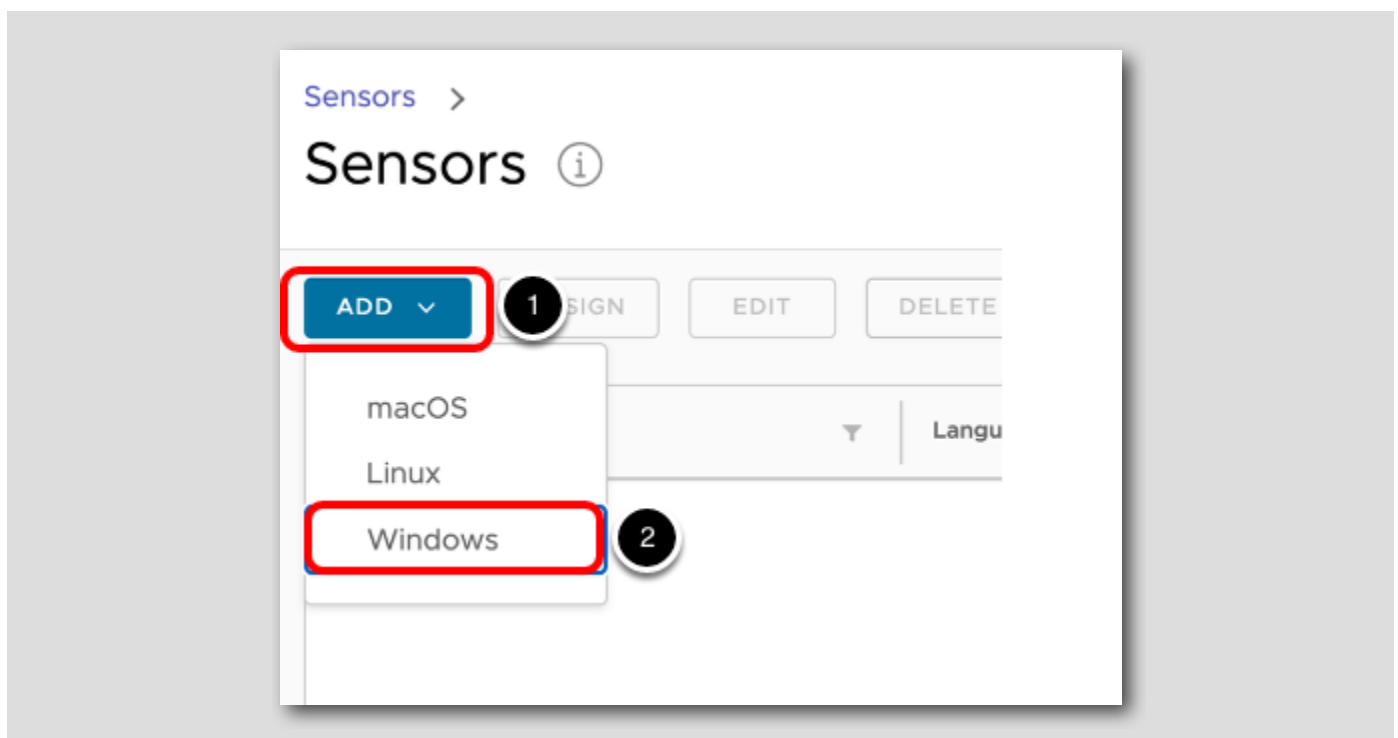 Sensors >
Sensors i
ADD 1 SIGN EDIT DELETE
macOS
Langu
Linux
Windows 2